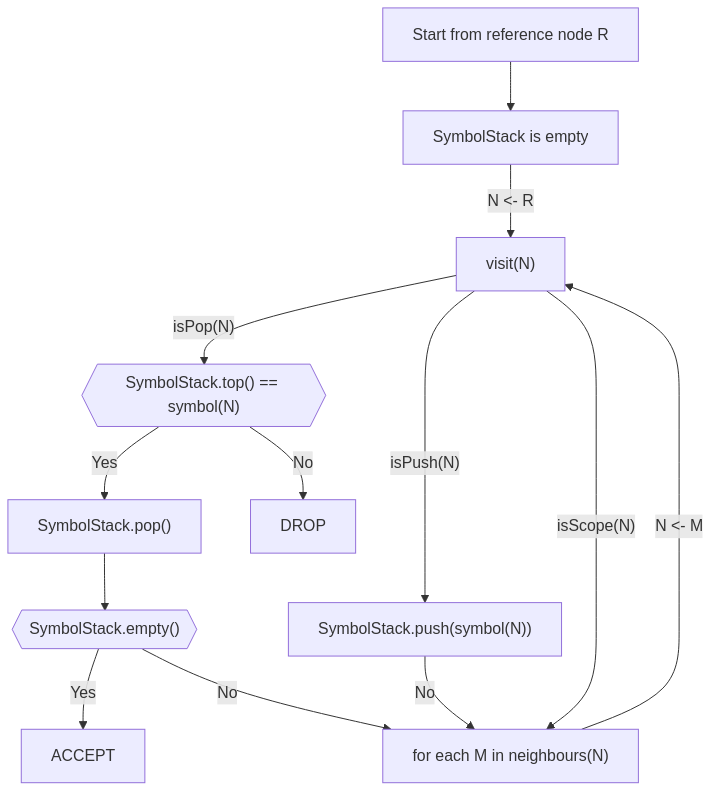 Start from reference node R
SymbolStack is empty
N <- R
visit(N)
isPop(N)
SymbolStack.top() ==
symbol(N)
Yes
No
isPush(N)
SymbolStack.pop()
DROP
isScope(N)
N <- M
SymbolStack.empty()
SymbolStack.push(symbol(N))
Yes
No
No
ACCEPT
for each M in neighbours(N)